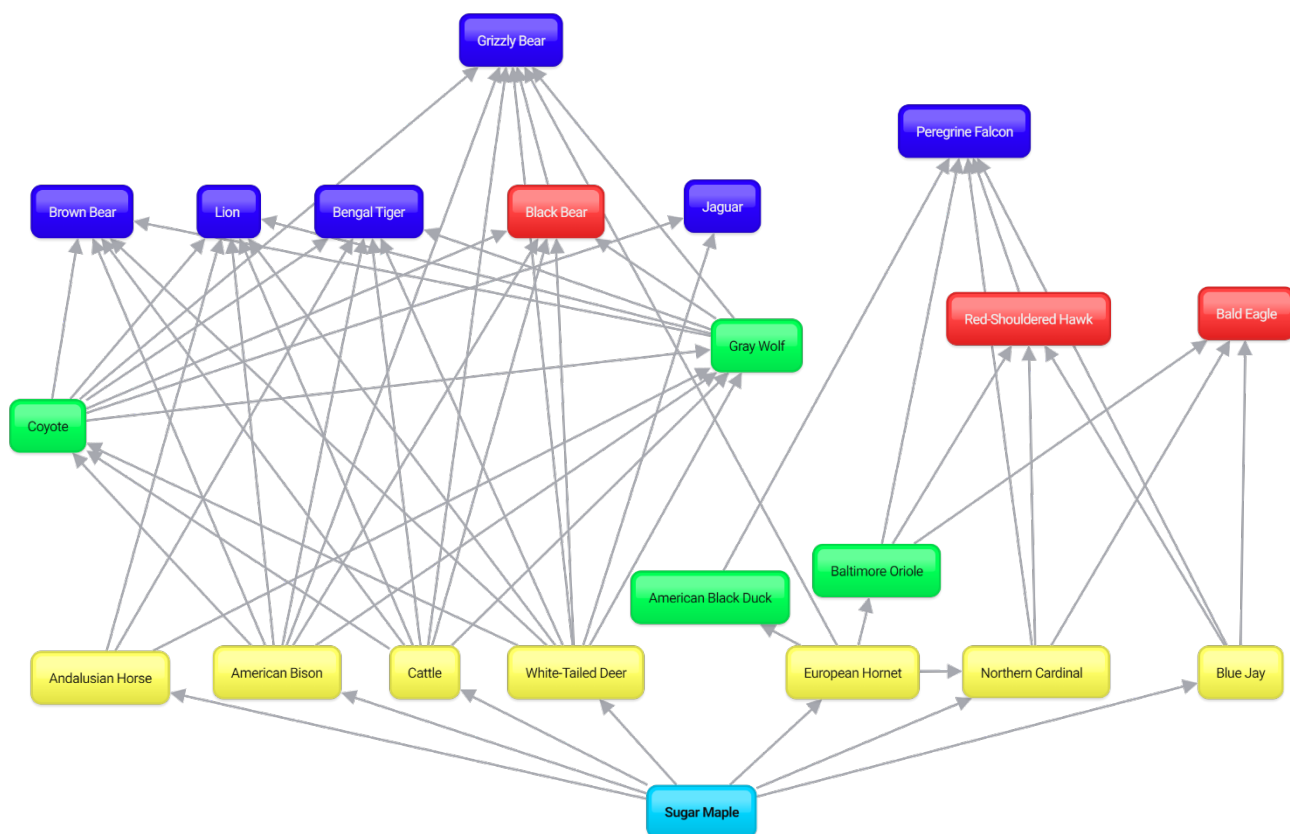 Grizzly Bear
Peregrine Falcon
Brown Bear
Lion
Bengal Tiger
Black Bear
Jaguar
Red-Shouldered Hawk
Bald Eagle
Gray Wolf
Coyote
American Black Duck
Baltimore Oriole
Andalusian Horse
American Bison
Cattle
White-Tailed Deer
European Hornet
Northern Cardinal
Blue Jay
Sugar Maple